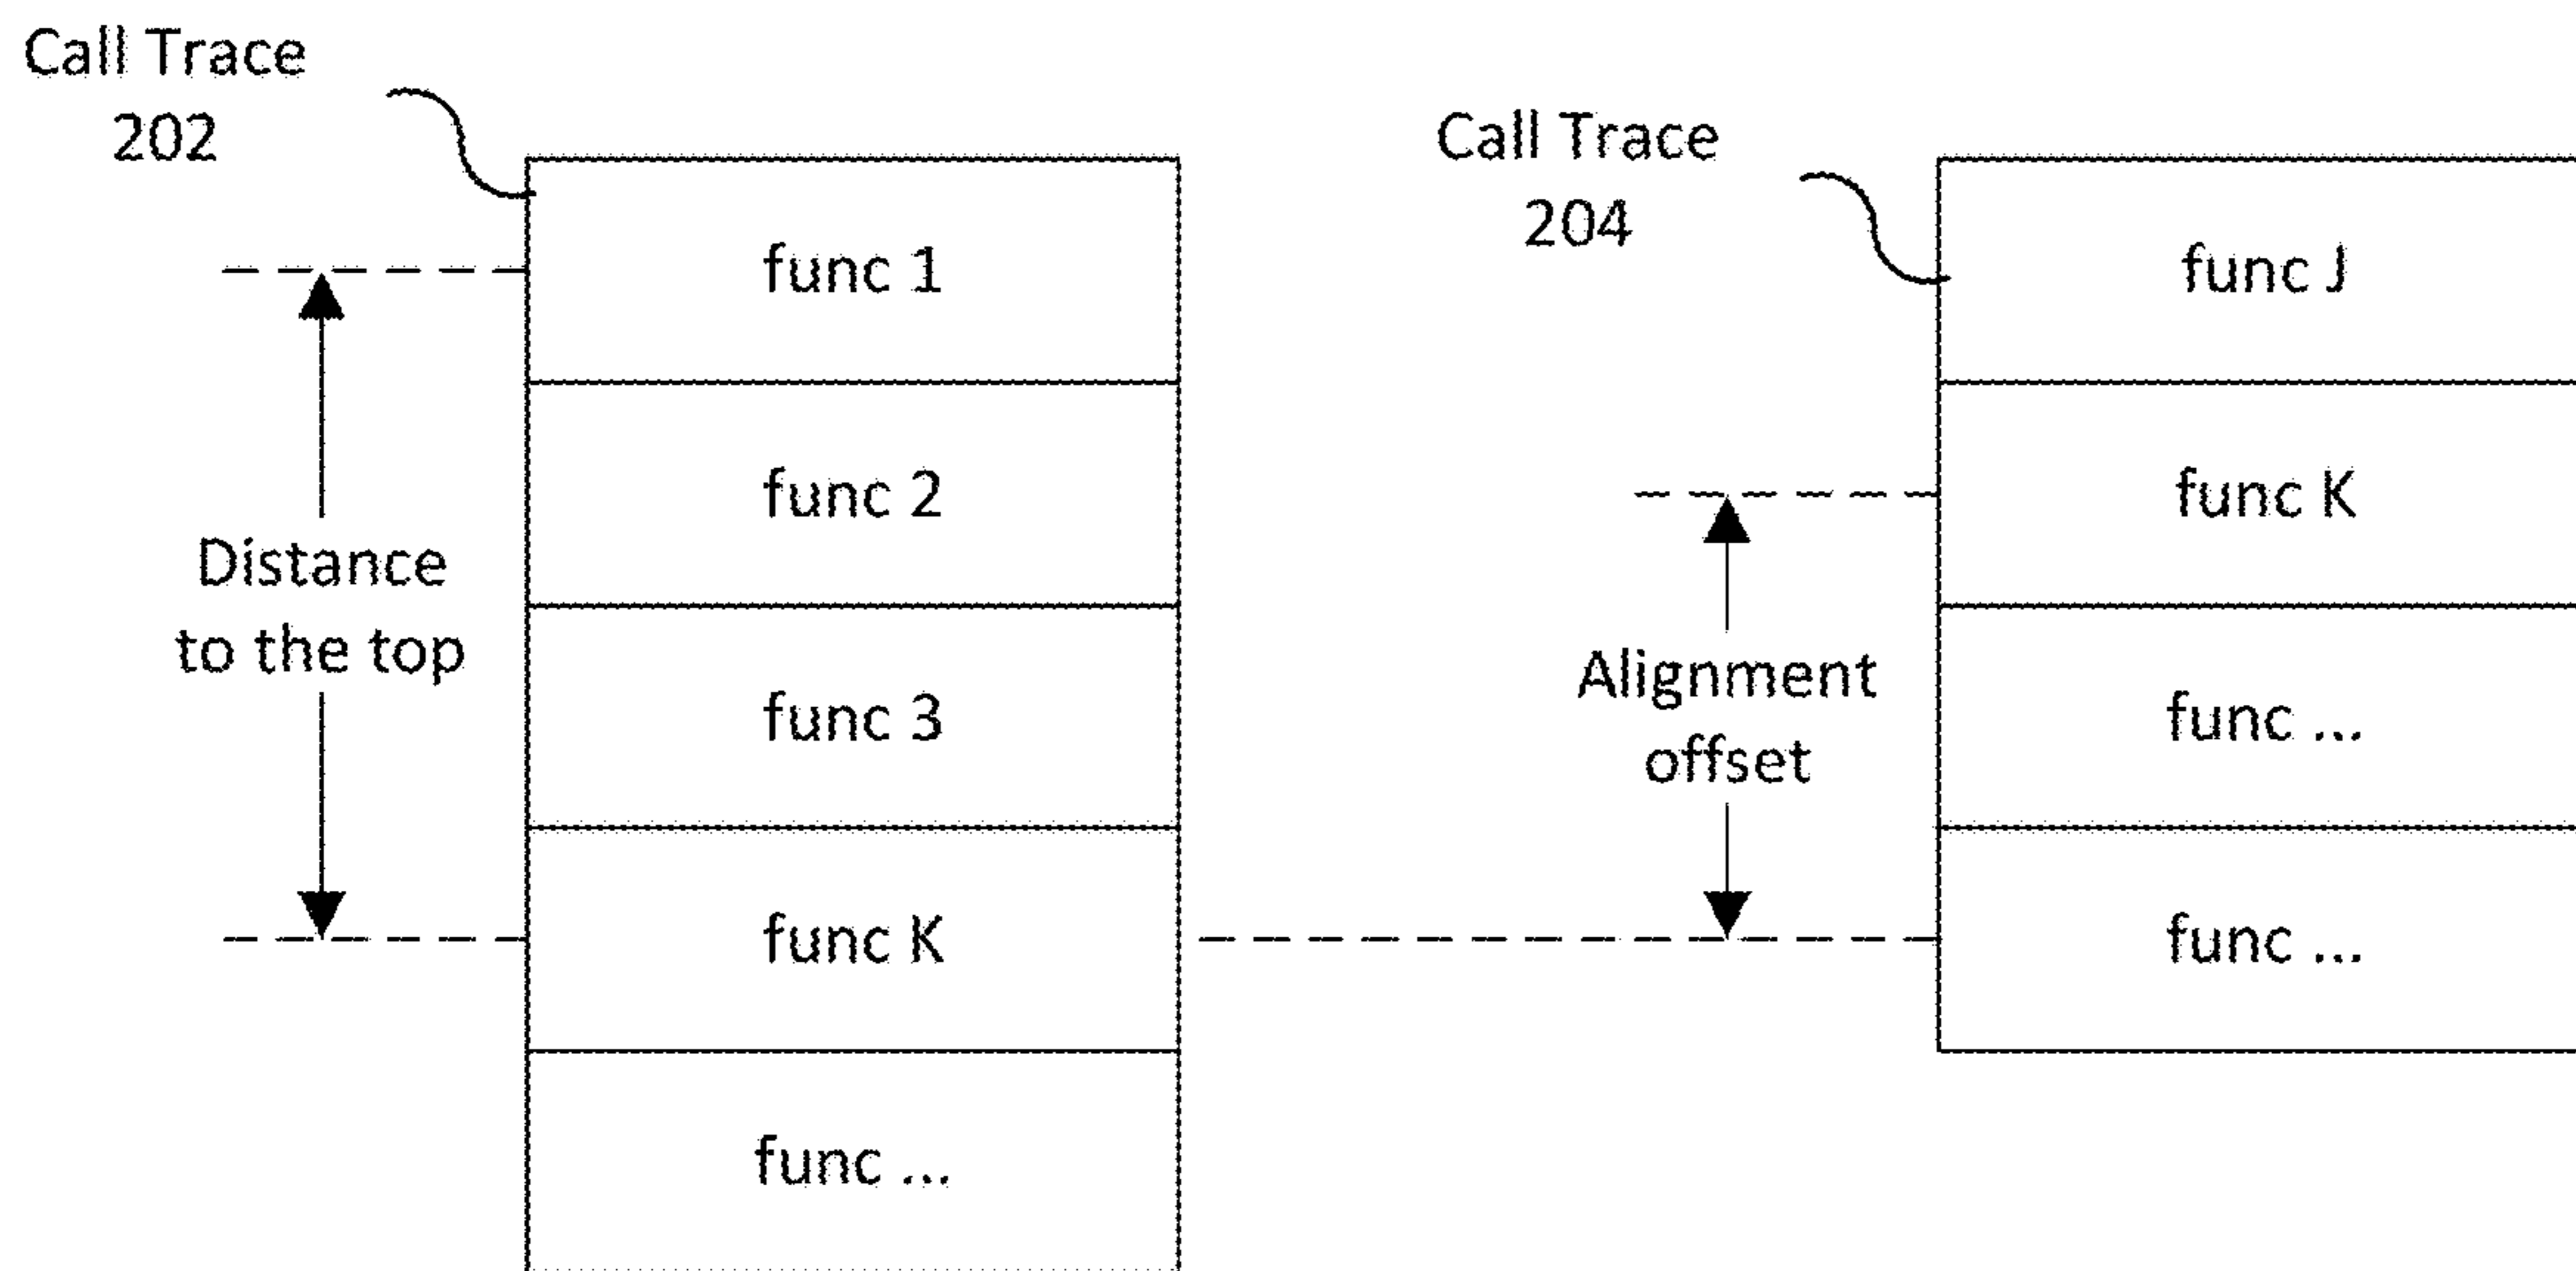 Call Trace
202
func 1
func 2
Distance
to the top
func 3
func K
func ...
Call Trace
204
func J
func K
Alignment
offset
func ...
func ...